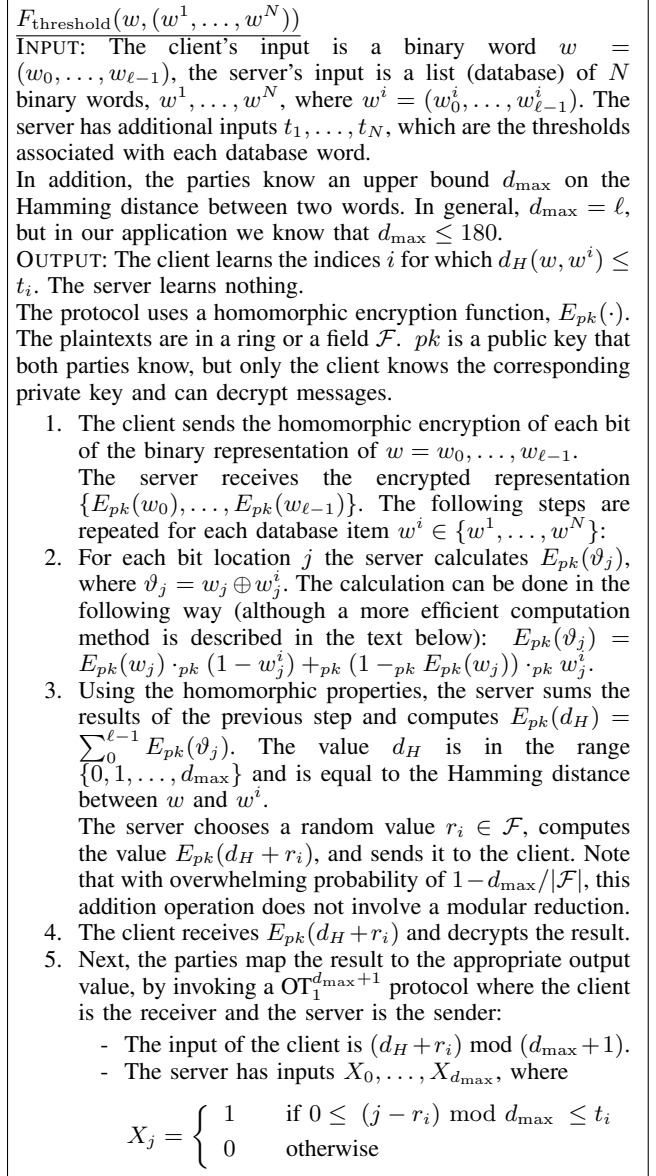 F_threshold(w, (w^1, . . . , w^N))
INPUT: The client's input is a binary word w =
(w_0, . . . , w_{ℓ−1}), the server's input is a list (database) of N
binary words, w^1, . . . , w^N, where w^i = (w^i_0, . . . , w^i_{ℓ−1}). The
server has additional inputs t_1, . . . , t_N, which are the thresholds
associated with each database word.
In addition, the parties know an upper bound d_max on the
Hamming distance between two words. In general, d_max = ℓ,
but in our application we know that d_max ≤ 180.
OUTPUT: The client learns the indices i for which d_H(w, w^i) ≤
t_i. The server learns nothing.
The protocol uses a homomorphic encryption function, E_pk(·).
The plaintexts are in a ring or a field F. pk is a public key that
both parties know, but only the client knows the corresponding
private key and can decrypt messages.
1. The client sends the homomorphic encryption of each bit
of the binary representation of w = w_0, . . . , w_{ℓ−1}.
The server receives the encrypted representation
{E_pk(w_0), . . . , E_pk(w_{ℓ−1})}. The following steps are
repeated for each database item w^i ∈ {w^1, . . . , w^N}:
2. For each bit location j the server calculates E_pk(ϑ_j),
where ϑ_j = w_j ⊕ w^i_j. The calculation can be done in the
following way (although a more efficient computation
method is described in the text below): E_pk(ϑ_j) =
E_pk(w_j) ·_pk (1 − w^i_j) +_pk (1 −_pk E_pk(w_j)) ·_pk w^i_j.
3. Using the homomorphic properties, the server sums the
results of the previous step and computes E_pk(d_H) =
∑_0^{ℓ−1} E_pk(ϑ_j). The value d_H is in the range
{0, 1, . . . , d_max} and is equal to the Hamming distance
between w and w^i.
The server chooses a random value r_i ∈ F, computes
the value E_pk(d_H + r_i), and sends it to the client. Note
that with overwhelming probability of 1−d_max/|F|, this
addition operation does not involve a modular reduction.
4. The client receives E_pk(d_H +r_i) and decrypts the result.
5. Next, the parties map the result to the appropriate output
value, by invoking a OT_1^{d_max+1} protocol where the client
is the receiver and the server is the sender:
- The input of the client is (d_H +r_i) mod (d_max +1).
- The server has inputs X_0, . . . , X_{d_max}, where
X_j = { 1 if 0 ≤ (j − r_i) mod d_max ≤ t_i
0 otherwise